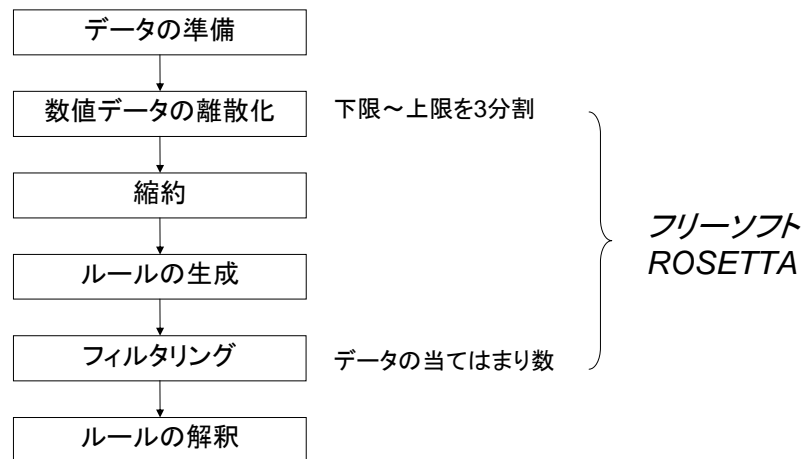 データの準備
数値データの離散化
下限～上限を3分割
縮約
ルールの生成
フィルタリング
データの当てはまり数
ルールの解釈
フリーソフト
ROSETTA